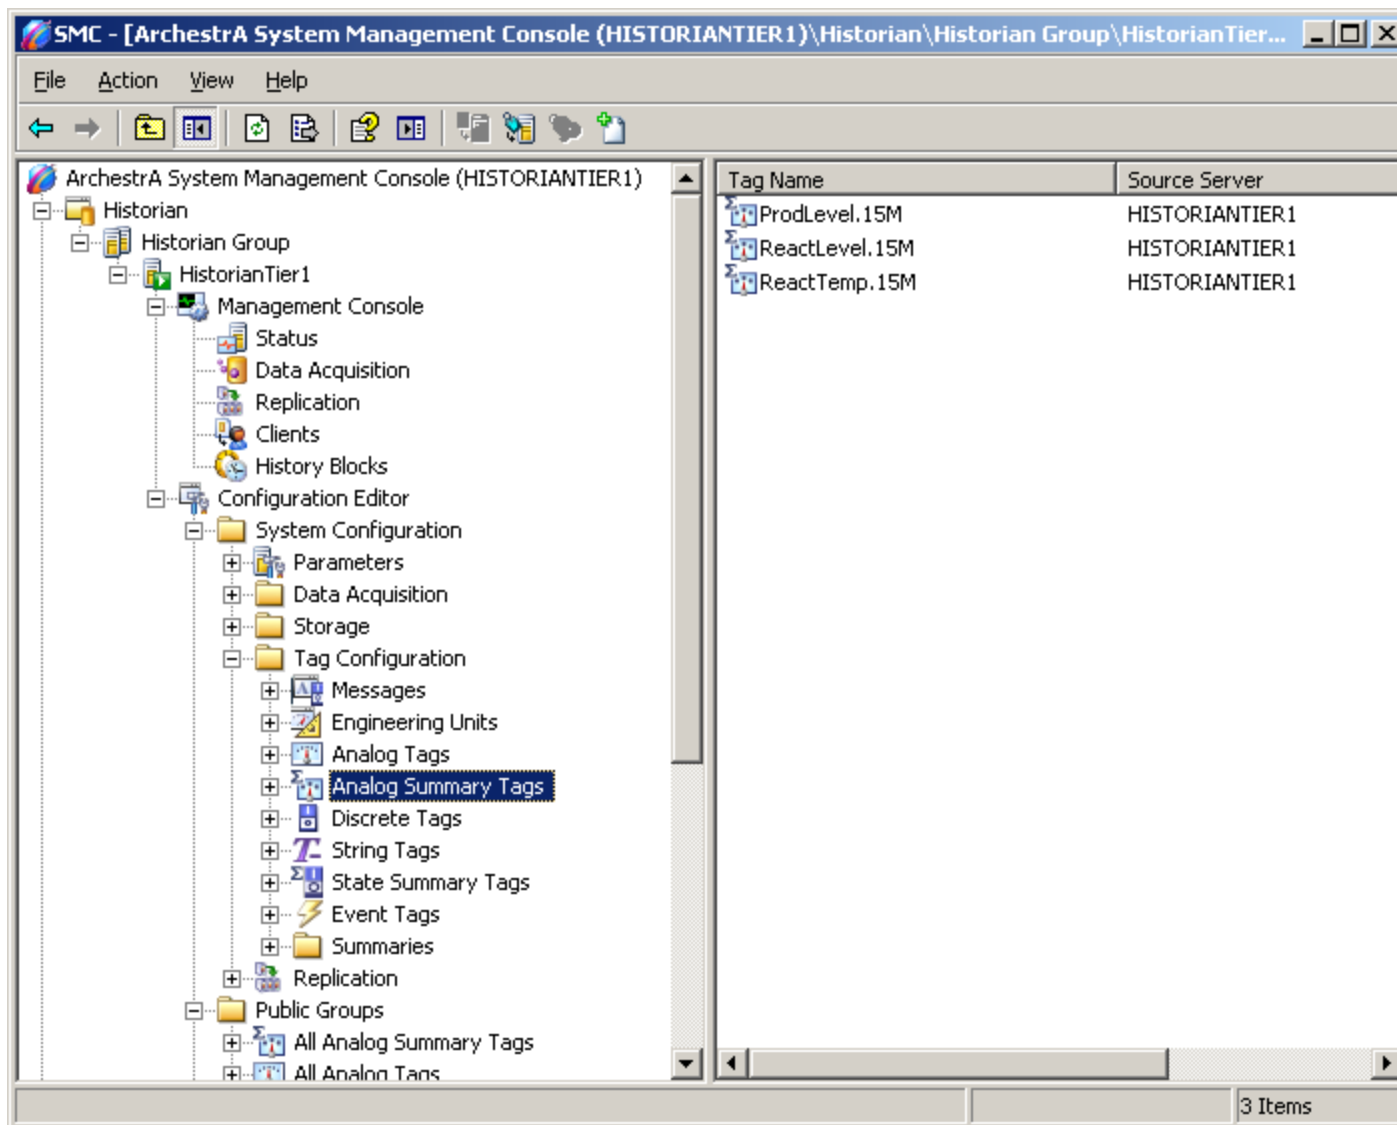 SMC - [ArchestrA System Management Console (HISTORIANTIER1)\Historian\Historian Group\HistorianTier...
File Action View Help
ArchestrA System Management Console (HISTORIANTIER1)
Historian
Historian Group
HistorianTier1
Management Console
Status
Data Acquisition
Replication
Clients
History Blocks
Configuration Editor
System Configuration
Parameters
Data Acquisition
Storage
Tag Configuration
Messages
Engineering Units
Analog Tags
Analog Summary Tags
Discrete Tags
String Tags
State Summary Tags
Event Tags
Summaries
Replication
Public Groups
All Analog Summary Tags
All Analog Tags
Tag Name Source Server
ProdLevel.15M HISTORIANTIER1
ReactLevel.15M HISTORIANTIER1
ReactTemp.15M HISTORIANTIER1
3 Items